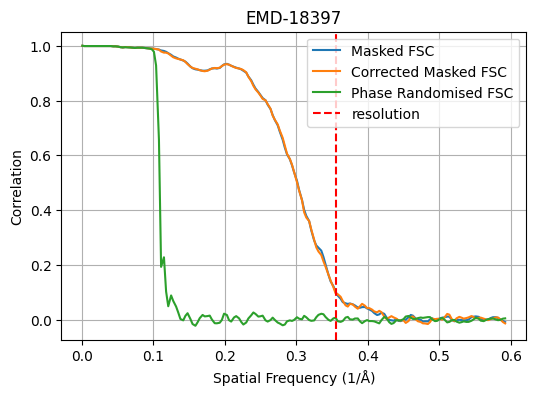 EMD-18397
Masked FSC
Corrected Masked FSC
Phase Randomised FSC
resolution
Correlation
1.0
0.8
0.6
0.4
0.2
0.0
0.0 0.1 0.2 0.3 0.4 0.5 0.6
Spatial Frequency (1/Å)